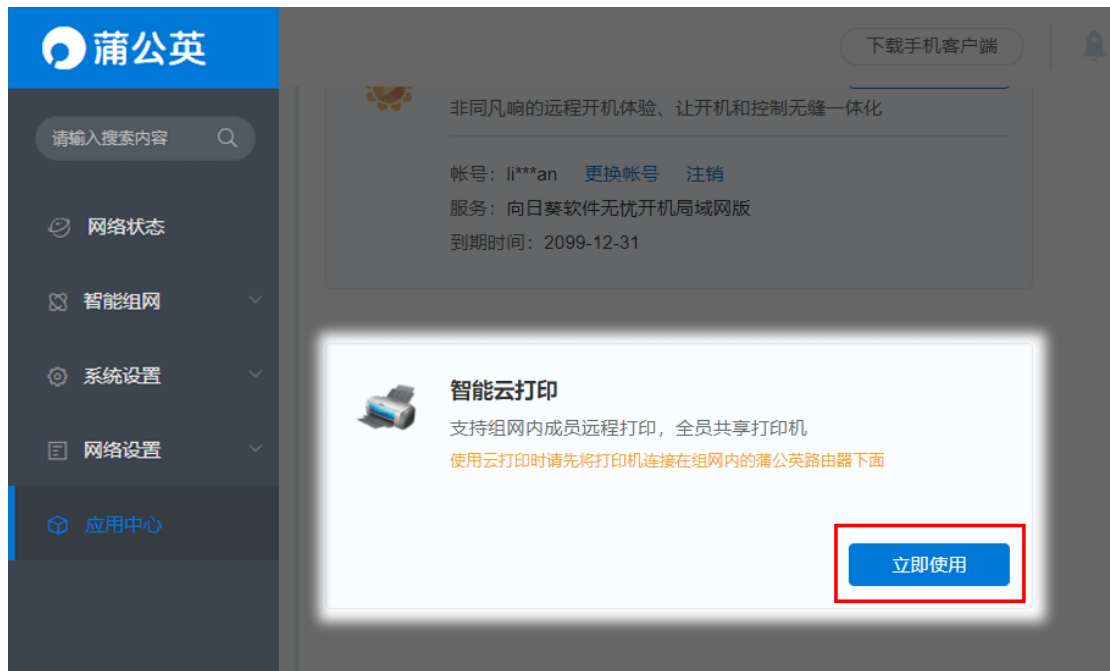 蒲公英
下载手机客户端
请输入搜索内容
网络状态
智能组网
系统设置
网络设置
应用中心
非同凡响的远程开机体验、让开机和控制无缝一体化
帐号：li***an 更换帐号 注销
服务：向日葵软件无忧开机局域网版
到期时间：2099-12-31
智能云打印
支持组网内成员远程打印，全员共享打印机
使用云打印时请先将打印机连接在组网内的蒲公英路由器下面
立即使用